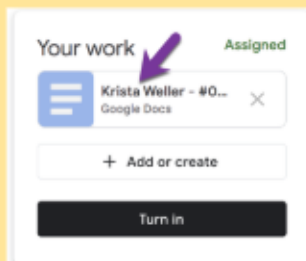 Your work
Assigned
Krista Weller - #0...
Google Docs
+ Add or create
Turn in